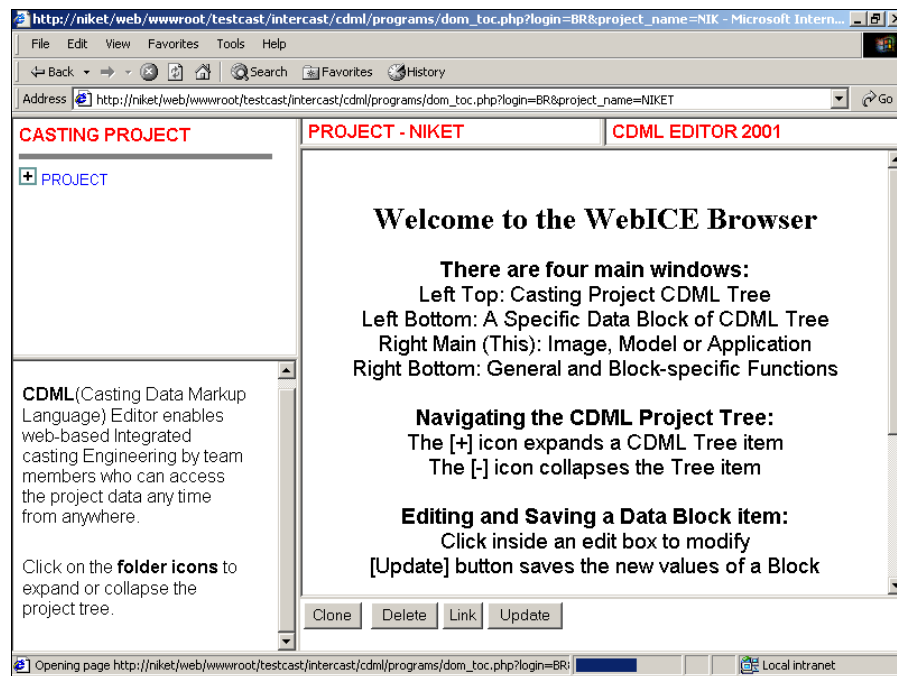 http://niket/web/wwwroot/testcast/intercast/cdml/programs/dom_toc.php?login=BR&project_name=NIK - Microsoft Intern...
File Edit View Favorites Tools Help
Back Search Favorites History
Address http://niket/web/wwwroot/testcast/intercast/cdml/programs/dom_toc.php?login=BR&project_name=NIKET Go
CASTING PROJECT
PROJECT
PROJECT - NIKET
CDML EDITOR 2001
Welcome to the WebICE Browser
There are four main windows:
Left Top: Casting Project CDML Tree
Left Bottom: A Specific Data Block of CDML Tree
Right Main (This): Image, Model or Application
Right Bottom: General and Block-specific Functions
Navigating the CDML Project Tree:
The [+] icon expands a CDML Tree item
The [-] icon collapses the Tree item
Editing and Saving a Data Block item:
Click inside an edit box to modify
[Update] button saves the new values of a Block
CDML(Casting Data Markup
Language) Editor enables
web-based Integrated
casting Engineering by team
members who can access
the project data any time
from anywhere.
Click on the folder icons to
expand or collapse the
project tree.
Clone Delete Link Update
Opening page http://niket/web/wwwroot/testcast/intercast/cdml/programs/dom_toc.php?login=BR& Local intranet